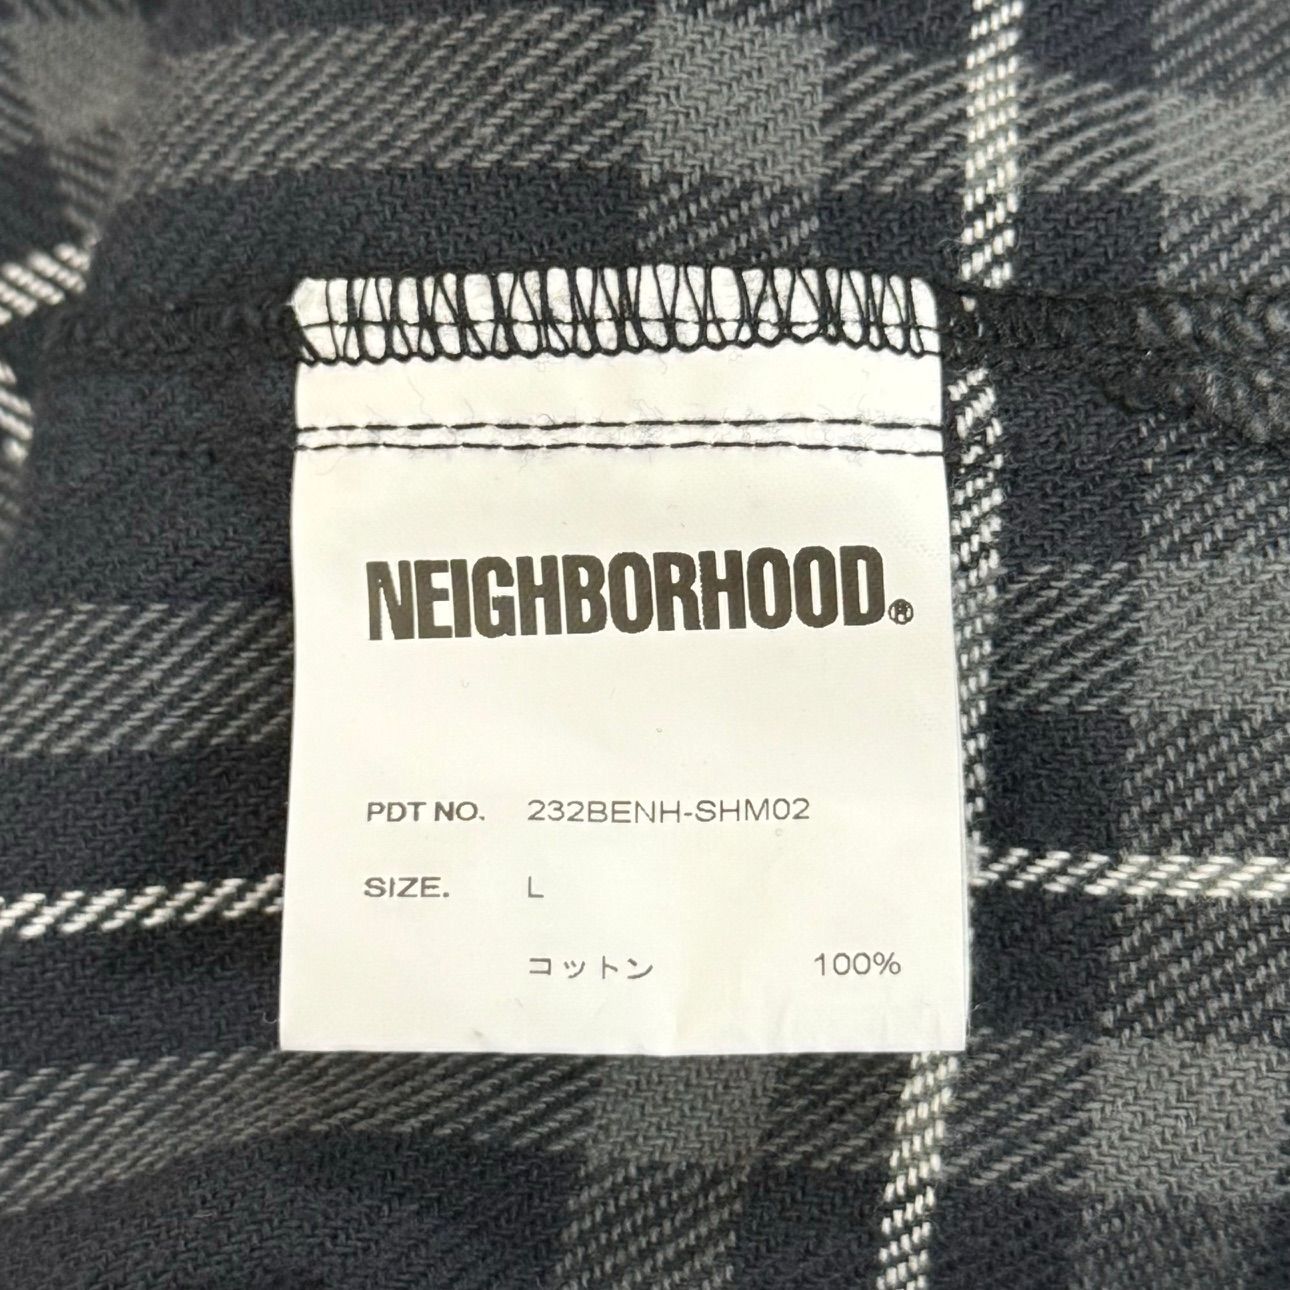 NEIGHBORHOOD®
PDT NO. 232BENH-SHM02
SIZE. L
コットン 100%